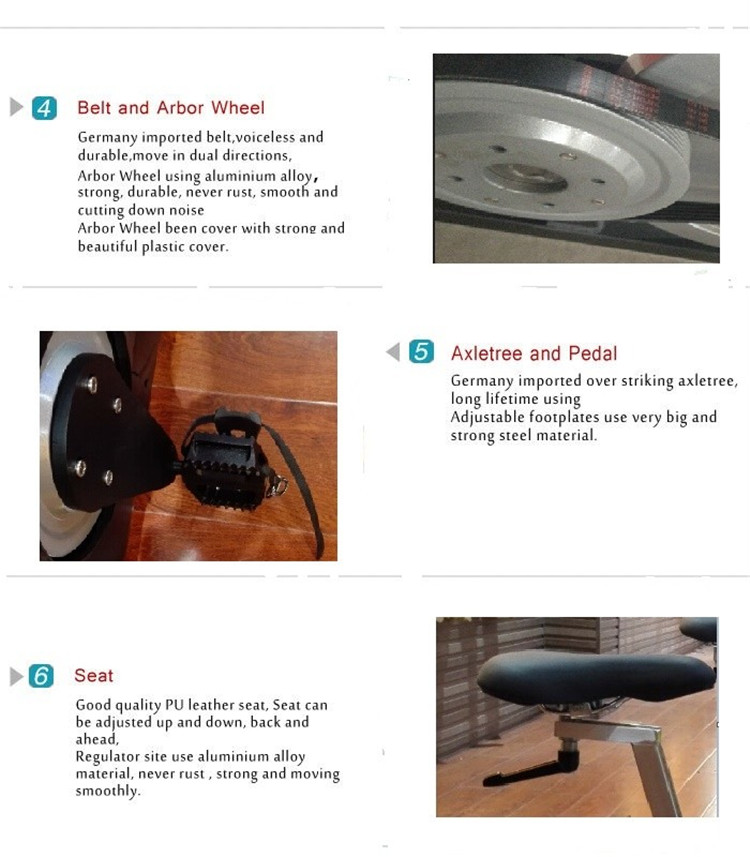 4 Belt and Arbor Wheel
Germany imported belt,voiceless and
durable,move in dual directions,
Arbor Wheel using aluminium alloy,
strong, durable, never rust, smooth and
cutting down noise
Arbor Wheel been cover with strong and
beautiful plastic cover.
5 Axletree and Pedal
Germany imported over striking axletree,
long lifetime using
Adjustable footplates use very big and
strong steel material.
6 Seat
Good quality PU leather seat, Seat can
be adjusted up and down, back and
ahead,
Regulator site use aluminium alloy
material, never rust , strong and moving
smoothly.